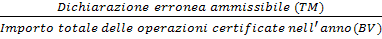 Dichiarazione erronea ammissibile (TM)
Importo totale delle operazioni certificate nell'anno(BV)